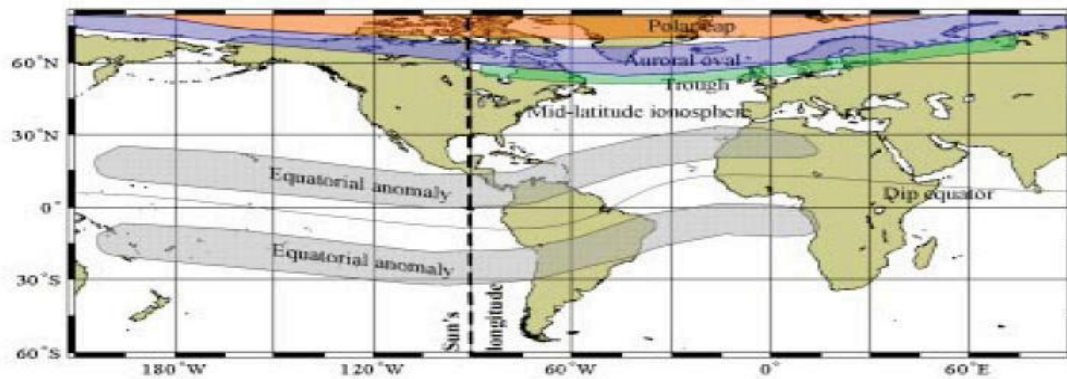 Polar cap
60°N
Auroral oval
Trough
Mid-latitude ionosphere
30°N
Equatorial anomaly
Dip equator
0°
Equatorial anomaly
30°S
Sun's
longitude
60°S
180°W
120°W
60°W
0°
60°E